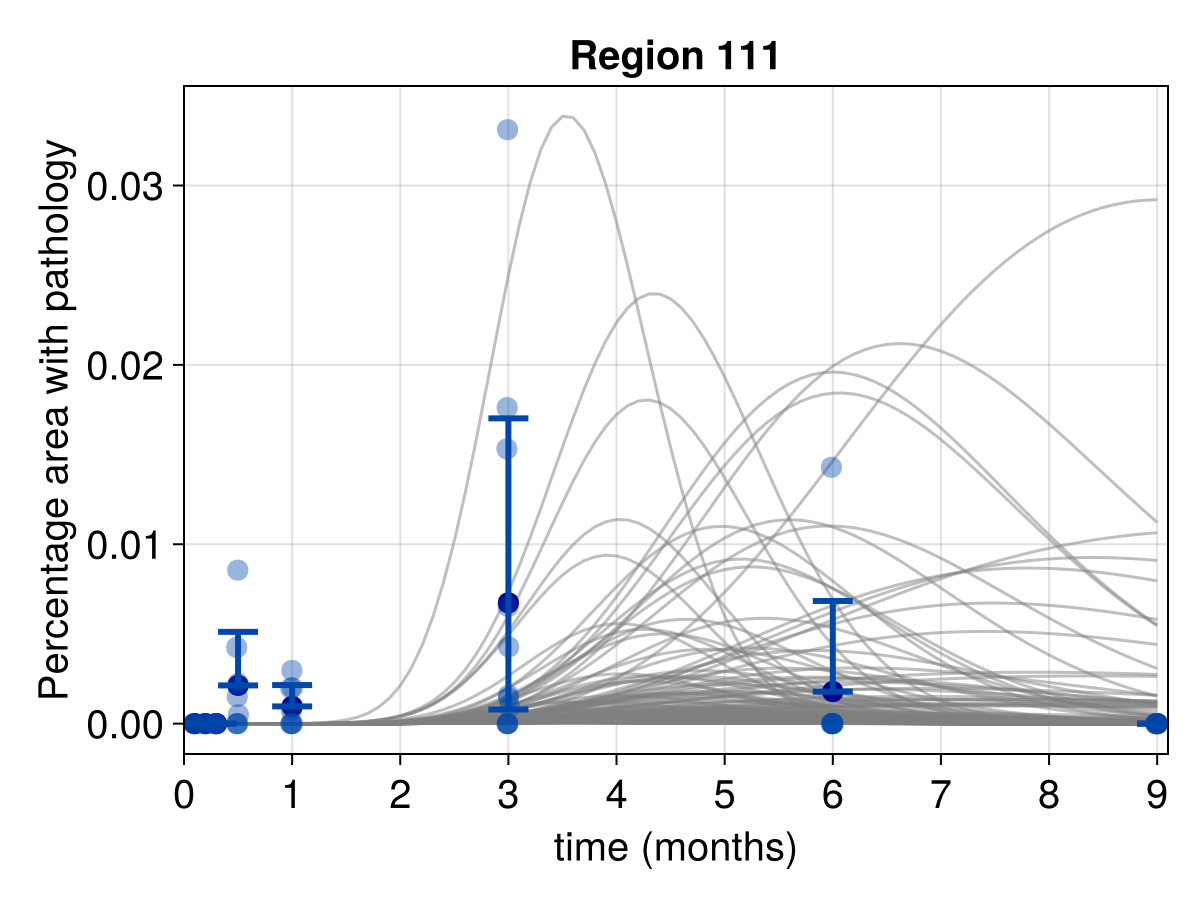 Region 111
Percentage area with pathology
0.03
0.02
0.01
0.00
0 1 2 3 4 5 6 7 8 9
time (months)